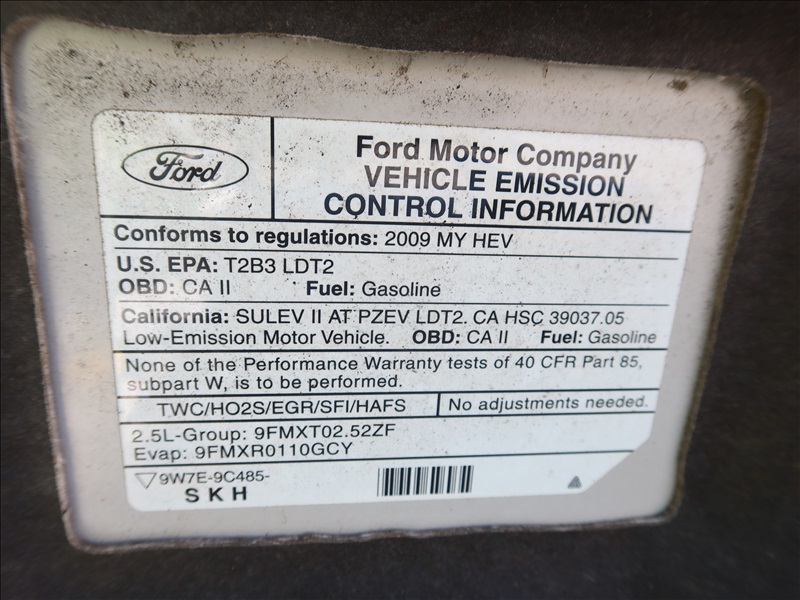 Ford
Ford Motor Company
VEHICLE EMISSION
CONTROL INFORMATION
Conforms to regulations: 2009 MY HEV
U.S. EPA: T2B3 LDT2
OBD: CA II Fuel: Gasoline
California: SULEV II AT PZEV LDT2. CA HSC 39037.05
Low-Emission Motor Vehicle. OBD: CA II Fuel: Gasoline
None of the Performance Warranty tests of 40 CFR Part 85,
subpart W, is to be performed.
TWC/HO2S/EGR/SFI/HAFS No adjustments needed.
2.5L-Group: 9FMXT02.52ZF
Evap: 9FMXR0110GCY
9W7E-9C485-
SKH